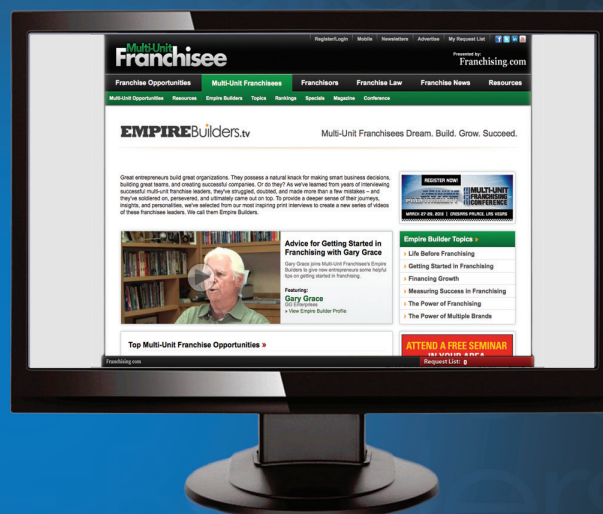 Register/Login Mobile Newsletters Advertise My Request List
Multi-Unit
Franchisee
Presented by:
Franchising.com
Franchise Opportunities Multi-Unit Franchisees Franchisors Franchise Law Franchise News Resources
Multi-Unit Opportunities Resources Empire Builders Topics Rankings Specials Magazine Conference
EMPIREBuilders.tv
Multi-Unit Franchisees Dream. Build. Grow. Succeed.
Great entrepreneurs build great organizations. They possess a natural knack for making smart business decisions,
building great teams, and creating successful companies. Or do they? As we've learned from years of interviewing
successful multi-unit franchise leaders, they've struggled, doubted, and made more than a few mistakes – and
they've soldiered on, persevered, and ultimately came out on top. To provide a deeper sense of their journeys,
insights, and personalities, we've selected from our most inspiring print interviews to create a new series of videos
of these franchisee leaders. We call them Empire Builders.
REGISTER NOW!
MULTI-UNIT
FRANCHISING
CONFERENCE
MARCH 27-29, 2013 | CAESARS PALACE, LAS VEGAS
Advice for Getting Started in
Franchising with Gary Grace
Gary Grace joins Multi-Unit Franchisee's Empire
Builders to give new entrepreneurs some helpful
tips on getting started in franchising.
Featuring:
Gary Grace
GG Enterprises
» View Empire Builder Profile
Empire Builder Topics »
Life Before Franchising
Getting Started in Franchising
Financing Growth
Measuring Success in Franchising
The Power of Franchising
The Power of Multiple Brands
Top Multi-Unit Franchise Opportunities »
ATTEND A FREE SEMINAR
IN YOUR AREA
Franchising.com
Request List: 0